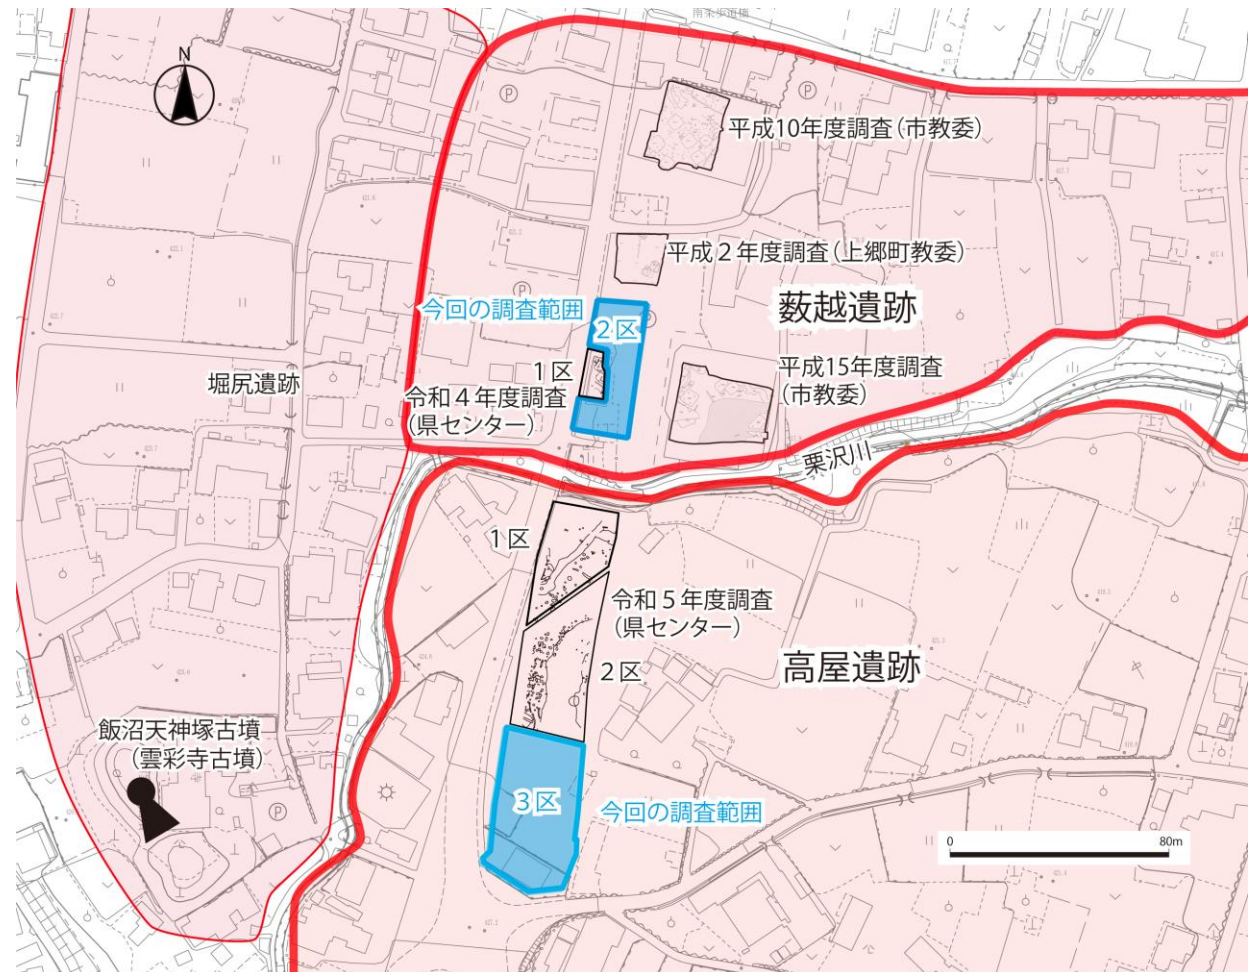 N
平成10年度調査(市教委)
平成2年度調査(上郷町教委)
薮越遺跡
今回の調査範囲
2区
1区
令和4年度調査
(県センター)
平成15年度調査
(市教委)
堀尻遺跡
栗沢川
1区
令和5年度調査
(県センター)
2区
高屋遺跡
飯沼天神塚古墳
(雲彩寺古墳)
3区
今回の調査範囲
0
80m
P
P
P
P